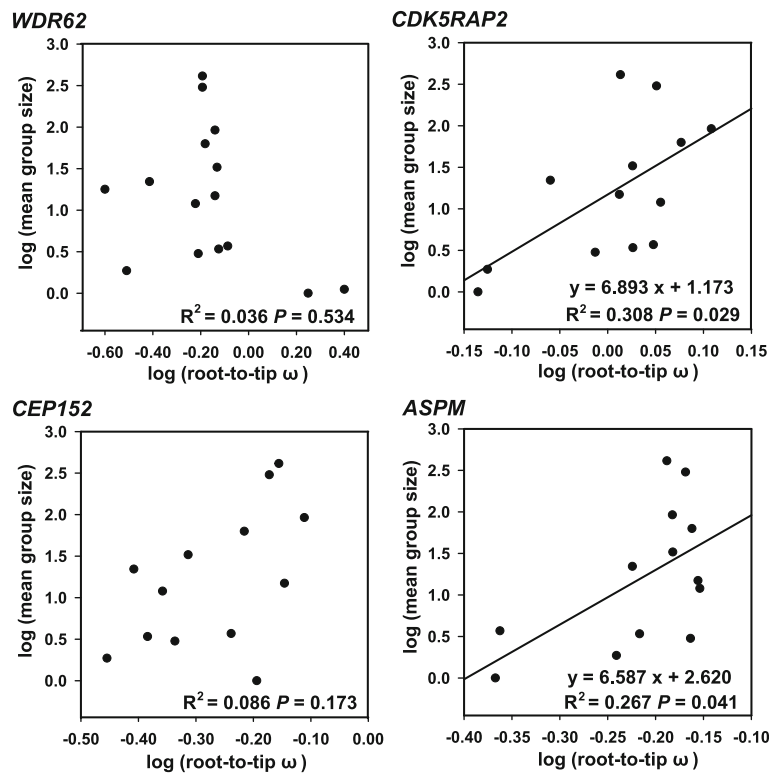 WDR62
log (mean group size)
3.0
2.5
2.0
1.5
1.0
0.5
0.0
R² = 0.036 P = 0.534
-0.60 -0.40 -0.20 0.00 0.20 0.40
log (root-to-tip ω)
CDK5RAP2
log (mean group size)
3.0
2.5
2.0
1.5
1.0
0.5
0.0
y = 6.893 x + 1.173
R² = 0.308 P = 0.029
-0.15 -0.10 -0.05 0.00 0.05 0.10 0.15
log (root-to-tip ω)
CEP152
log (mean group size)
3.0
2.5
2.0
1.5
1.0
0.5
0.0
R² = 0.086 P = 0.173
-0.50 -0.40 -0.30 -0.20 -0.10 0.00
log (root-to-tip ω)
ASPM
log (mean group size)
3.0
2.5
2.0
1.5
1.0
0.5
0.0
y = 6.587 x + 2.620
R² = 0.267 P = 0.041
-0.40 -0.35 -0.30 -0.25 -0.20 -0.15 -0.10
log (root-to-tip ω)